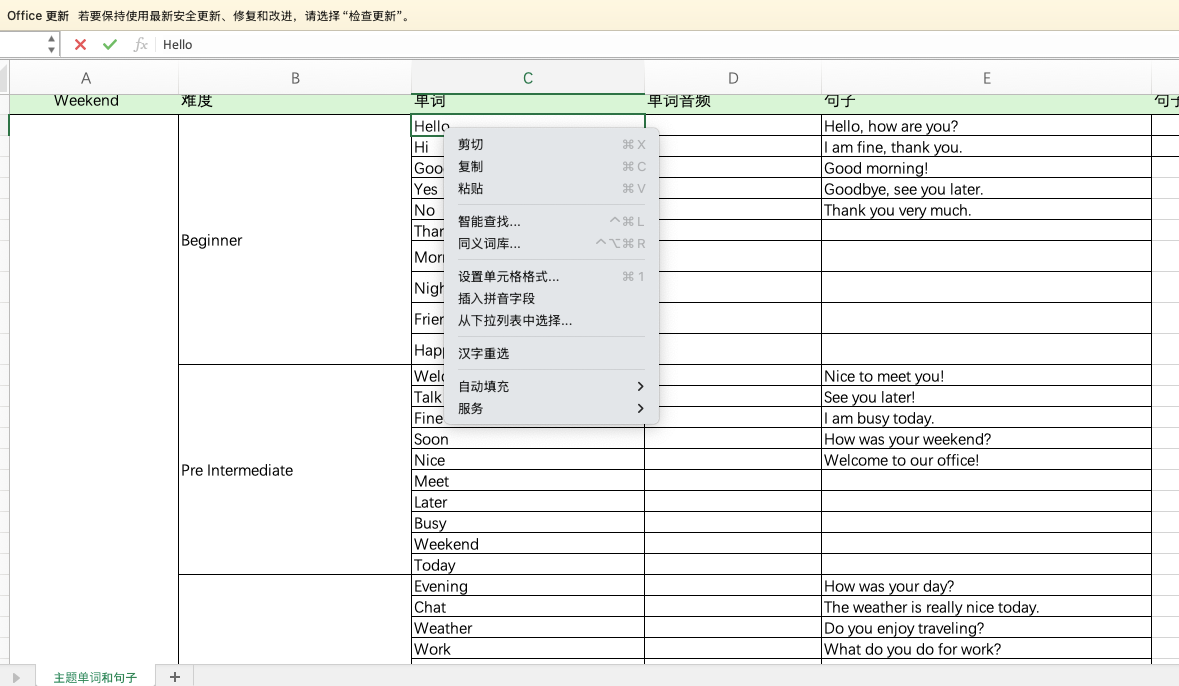 Office 更新 若要保持使用最新安全更新、修复和改进，请选择 “检查更新”。
fx Hello
A B C D E
Weekend 难度 单词 单词音频 句子
Hello Hello, how are you?
剪切 ⌘ X
Hi I am fine, thank you.
复制 ⌘ C
Good morning!
粘贴 ⌘ V
Yes Goodbye, see you later.
No Thank you very much.
智能查找... ^⌘ L
同义词库... ^⌥⌘ R
Beginner
设置单元格格式... ⌘ 1
插入拼音字段
从下拉列表中选择...
汉字重选
Nice to meet you!
自动填充
Talk See you later!
服务
Fine I am busy today.
Soon How was your weekend?
Nice Welcome to our office!
Pre Intermediate
Meet
Later
Busy
Weekend
Today
Evening How was your day?
Chat The weather is really nice today.
Weather Do you enjoy traveling?
Work What do you do for work?
主题单词和句子 +